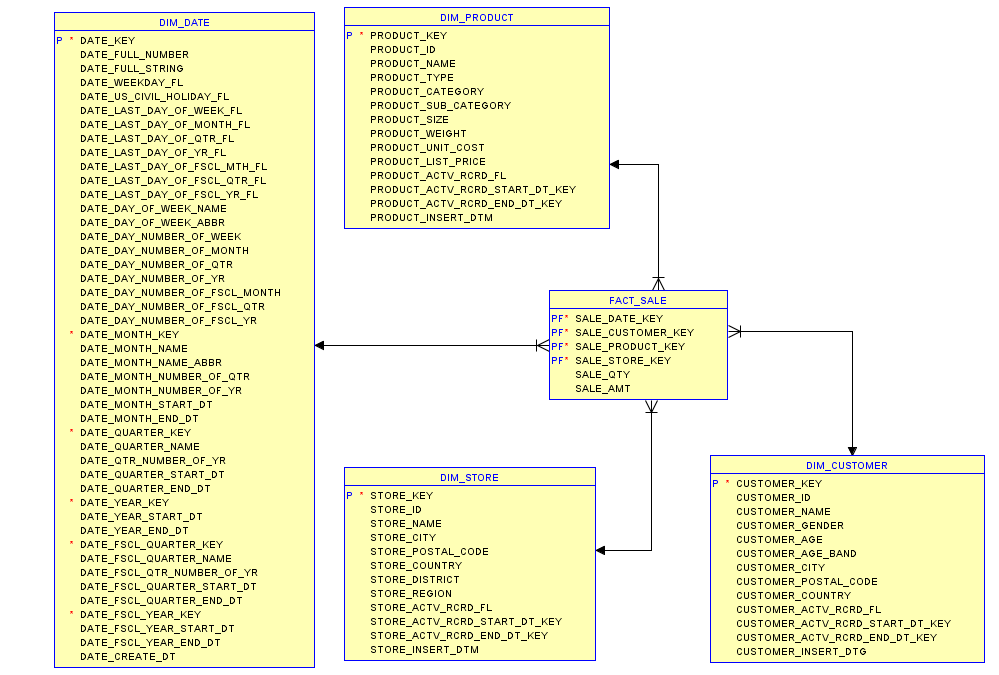 DIM_DATE
P * DATE_KEY
DATE_FULL_NUMBER
DATE_FULL_STRING
DATE_WEEKDAY_FL
DATE_US_CIVIL_HOLIDAY_FL
DATE_LAST_DAY_OF_WEEK_FL
DATE_LAST_DAY_OF_MONTH_FL
DATE_LAST_DAY_OF_QTR_FL
DATE_LAST_DAY_OF_YR_FL
DATE_LAST_DAY_OF_FSCL_MTH_FL
DATE_LAST_DAY_OF_FSCL_QTR_FL
DATE_LAST_DAY_OF_FSCL_YR_FL
DATE_DAY_OF_WEEK_NAME
DATE_DAY_OF_WEEK_ABBR
DATE_DAY_NUMBER_OF_WEEK
DATE_DAY_NUMBER_OF_MONTH
DATE_DAY_NUMBER_OF_QTR
DATE_DAY_NUMBER_OF_YR
DATE_DAY_NUMBER_OF_FSCL_MONTH
DATE_DAY_NUMBER_OF_FSCL_QTR
DATE_DAY_NUMBER_OF_FSCL_YR
* DATE_MONTH_KEY
DATE_MONTH_NAME
DATE_MONTH_NAME_ABBR
DATE_MONTH_NUMBER_OF_QTR
DATE_MONTH_NUMBER_OF_YR
DATE_MONTH_START_DT
DATE_MONTH_END_DT
* DATE_QUARTER_KEY
DATE_QUARTER_NAME
DATE_QTR_NUMBER_OF_YR
DATE_QUARTER_START_DT
DATE_QUARTER_END_DT
* DATE_YEAR_KEY
DATE_YEAR_START_DT
DATE_YEAR_END_DT
* DATE_FSCL_QUARTER_KEY
DATE_FSCL_QUARTER_NAME
DATE_FSCL_QTR_NUMBER_OF_YR
DATE_FSCL_QUARTER_START_DT
DATE_FSCL_QUARTER_END_DT
* DATE_FSCL_YEAR_KEY
DATE_FSCL_YEAR_START_DT
DATE_FSCL_YEAR_END_DT
DATE_CREATE_DT
DIM_PRODUCT
P * PRODUCT_KEY
PRODUCT_ID
PRODUCT_NAME
PRODUCT_TYPE
PRODUCT_CATEGORY
PRODUCT_SUB_CATEGORY
PRODUCT_SIZE
PRODUCT_WEIGHT
PRODUCT_UNIT_COST
PRODUCT_LIST_PRICE
PRODUCT_ACTV_RCRD_FL
PRODUCT_ACTV_RCRD_START_DT_KEY
PRODUCT_ACTV_RCRD_END_DT_KEY
PRODUCT_INSERT_DTM
FACT_SALE
PF* SALE_DATE_KEY
PF* SALE_CUSTOMER_KEY
PF* SALE_PRODUCT_KEY
PF* SALE_STORE_KEY
SALE_QTY
SALE_AMT
DIM_STORE
P * STORE_KEY
STORE_ID
STORE_NAME
STORE_CITY
STORE_POSTAL_CODE
STORE_COUNTRY
STORE_DISTRICT
STORE_REGION
STORE_ACTV_RCRD_FL
STORE_ACTV_RCRD_START_DT_KEY
STORE_ACTV_RCRD_END_DT_KEY
STORE_INSERT_DTM
DIM_CUSTOMER
P * CUSTOMER_KEY
CUSTOMER_ID
CUSTOMER_NAME
CUSTOMER_GENDER
CUSTOMER_AGE
CUSTOMER_AGE_BAND
CUSTOMER_CITY
CUSTOMER_POSTAL_CODE
CUSTOMER_COUNTRY
CUSTOMER_ACTV_RCRD_FL
CUSTOMER_ACTV_RCRD_START_DT_KEY
CUSTOMER_ACTV_RCRD_END_DT_KEY
CUSTOMER_INSERT_DTG